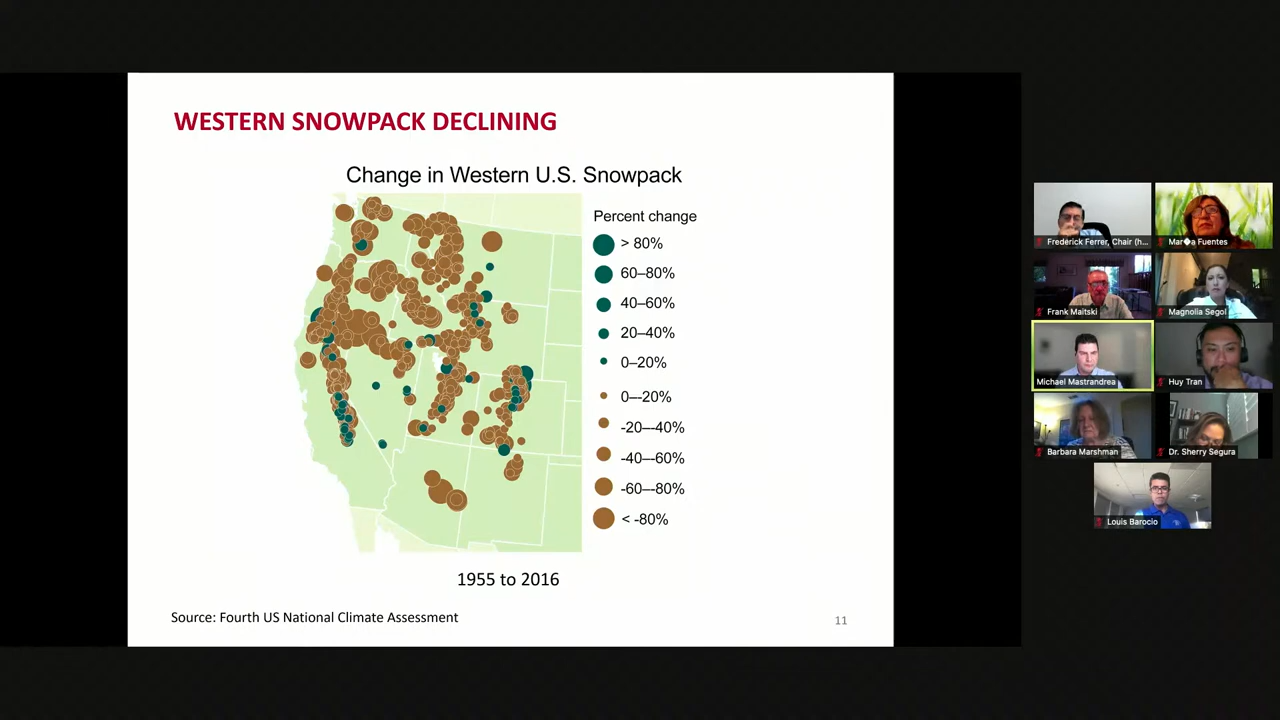 WESTERN SNOWPACK DECLINING
Change in Western U.S. Snowpack
Percent change
> 80%
60–80%
40–60%
20–40%
0–20%
0–-20%
-20–-40%
-40–-60%
-60–-80%
< -80%
1955 to 2016
Source: Fourth US National Climate Assessment
11
Frederick Ferrer, Chair (h...
Mar�a Fuentes
Frank Maitski
Magnolia Segol
Michael Mastrandrea
Huy Tran
Barbara Marshman
Dr. Sherry Segura
Louis Barocio